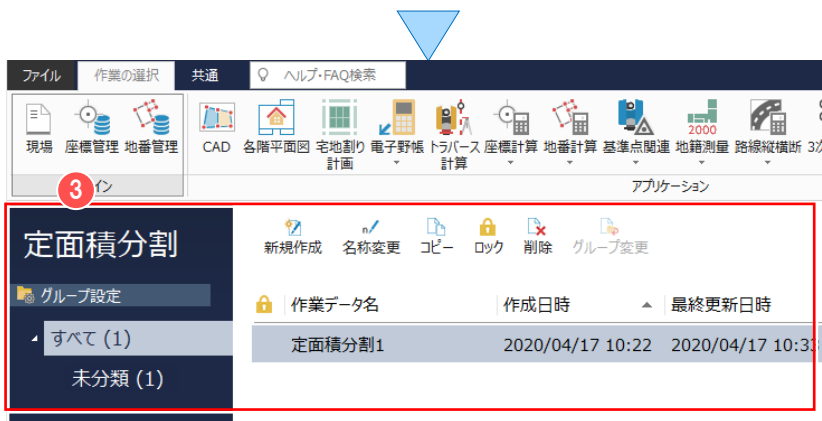 ファイル 作業の選択 共通 ヘルプ・FAQ検索
現場 座標管理 地番管理 CAD 各階平面図 宅地割り計画 電子野帳 トラバース計算 座標計算 地番計算 基準点関連 2000 地籍測量 路線縦横断
アプリケーション
3
定面積分割
新規作成 名称変更 コピー ロック 削除 グループ変更
グループ設定
作業データ名 作成日時 最終更新日時
すべて (1)
定面積分割1 2020/04/17 10:22 2020/04/17 10:33
未分類 (1)